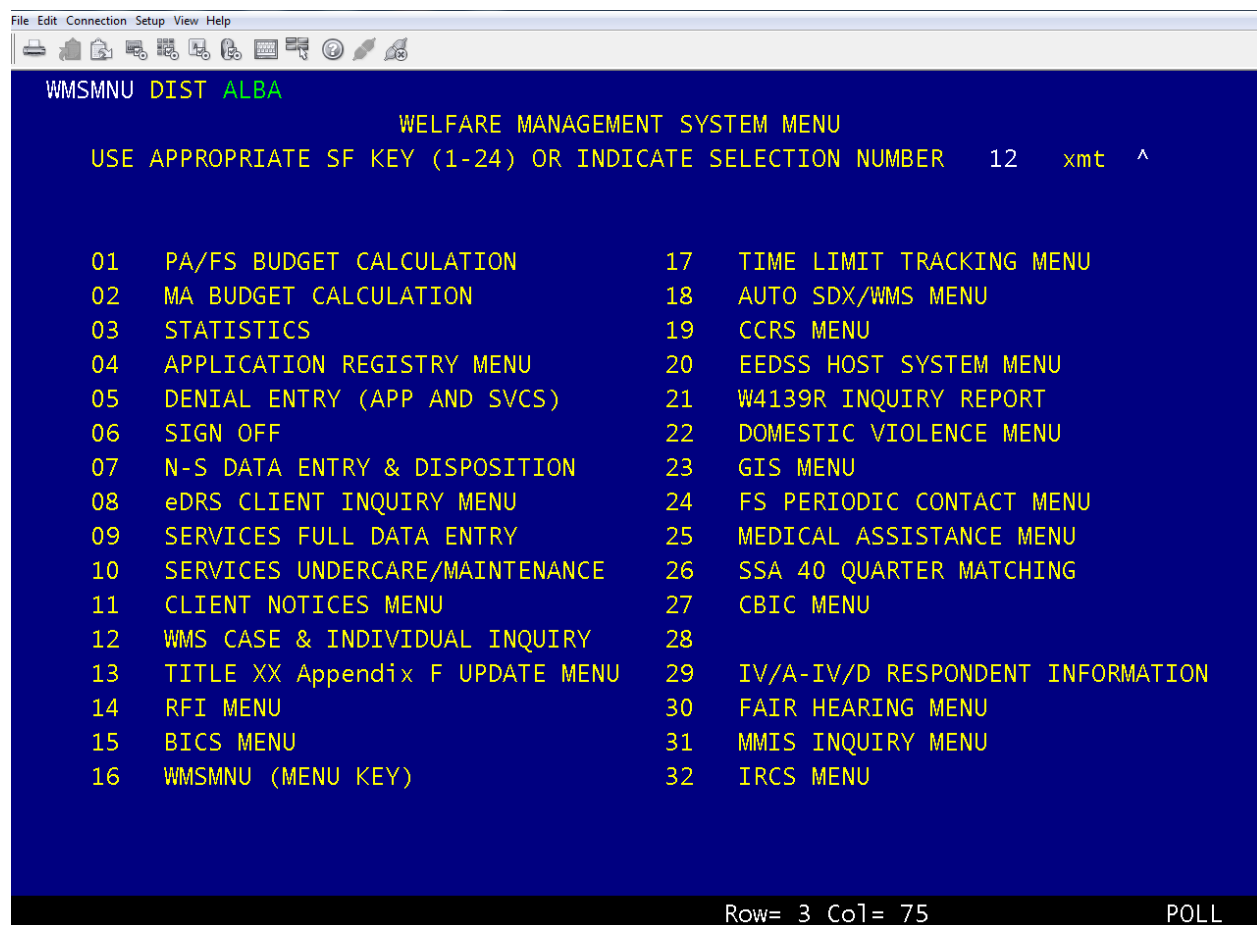 File Edit Connection Setup View Help
WMSMNU DIST ALBA
WELFARE MANAGEMENT SYSTEM MENU
USE APPROPRIATE SF KEY (1-24) OR INDICATE SELECTION NUMBER 12 xmt ^
01 PA/FS BUDGET CALCULATION 17 TIME LIMIT TRACKING MENU
02 MA BUDGET CALCULATION 18 AUTO SDX/WMS MENU
03 STATISTICS 19 CCRS MENU
04 APPLICATION REGISTRY MENU 20 EEDSS HOST SYSTEM MENU
05 DENIAL ENTRY (APP AND SVCS) 21 W4139R INQUIRY REPORT
06 SIGN OFF 22 DOMESTIC VIOLENCE MENU
07 N-S DATA ENTRY & DISPOSITION 23 GIS MENU
08 eDRS CLIENT INQUIRY MENU 24 FS PERIODIC CONTACT MENU
09 SERVICES FULL DATA ENTRY 25 MEDICAL ASSISTANCE MENU
10 SERVICES UNDERCARE/MAINTENANCE 26 SSA 40 QUARTER MATCHING
11 CLIENT NOTICES MENU 27 CBIC MENU
12 WMS CASE & INDIVIDUAL INQUIRY 28
13 TITLE XX Appendix F UPDATE MENU 29 IV/A-IV/D RESPONDENT INFORMATION
14 RFI MENU 30 FAIR HEARING MENU
15 BICS MENU 31 MMIS INQUIRY MENU
16 WMSMNU (MENU KEY) 32 IRCS MENU
Row= 3 Col= 75 POLL